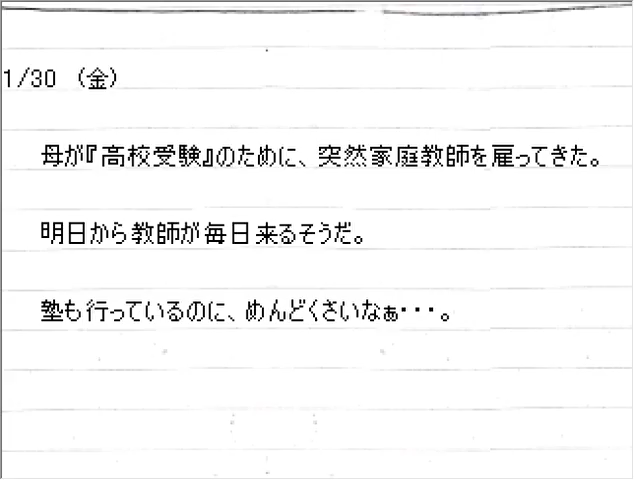 1/30 （金）
母が『高校受験』のために、突然家庭教師を雇ってきた。
明日から教師が毎日来るそうだ。
塾も行っているのに、めんどくさいなぁ・・・。